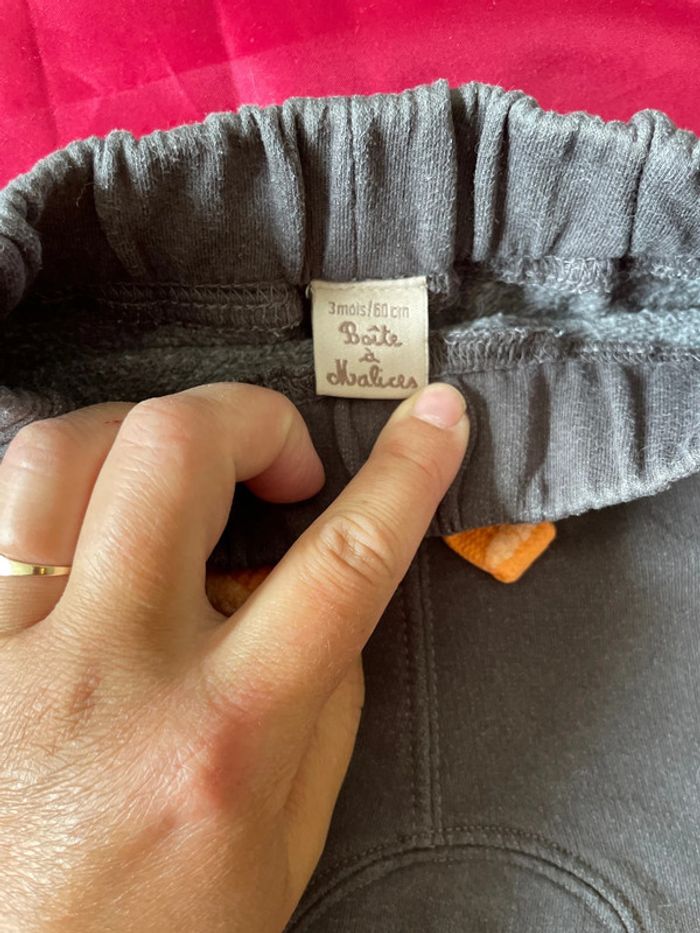 3 mois/60 cm
Boîte
à
Malices